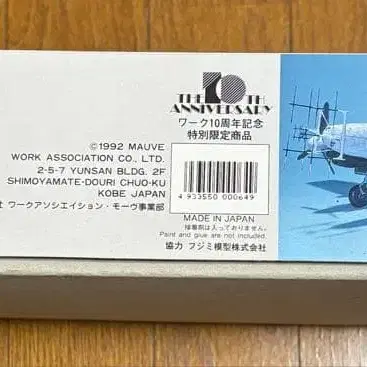 THE 10TH
ANNIVERSARY
ワーク10周年記念
特別限定商品
©1992 MAUVE
WORK ASSOCIATION CO., LTD.
2-5-7 YUNSAN BLDG. 2F
SHIMOYAMATE-DOURI CHUO-KU
KOBE JAPAN
社 ワークアソシエイション・モーヴ事業部
4 933550 000649
MADE IN JAPAN
接着剤は入っておりません。
Paint and glue are not included.
協力 フジミ模型株式会社